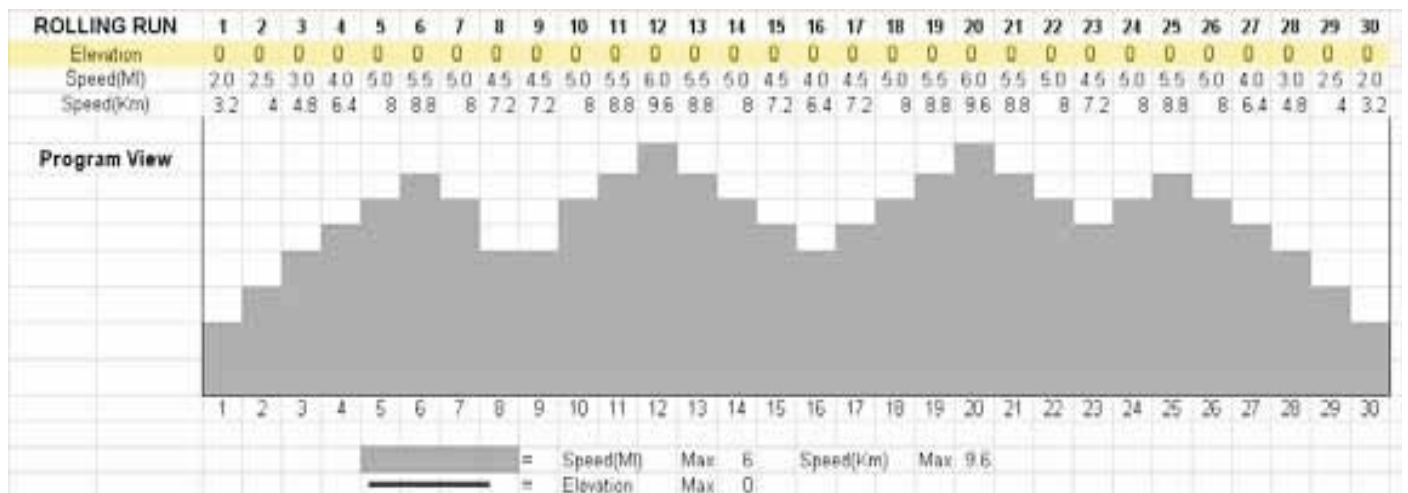 ROLLING RUN 1 2 3 4 5 6 7 8 9 10 11 12 13 14 15 16 17 18 19 20 21 22 23 24 25 26 27 28 29 30
Elevation 0 0 0 0 0 0 0 0 0 0 0 0 0 0 0 0 0 0 0 0 0 0 0 0 0 0 0 0 0 0
Speed(MI) 2.0 2.5 3.0 4.0 5.0 5.5 5.0 4.5 4.5 5.0 5.5 6.0 5.5 5.0 4.5 4.0 4.5 5.0 5.5 6.0 5.5 5.0 4.5 5.0 5.5 5.0 4.0 3.0 2.5 2.0
Speed(Km) 3.2 4 4.8 6.4 8 8.8 8 7.2 7.2 8 8.8 9.6 8.8 8 7.2 6.4 7.2 8 8.8 9.6 8.8 8 7.2 8 8.8 8 6.4 4.8 4 3.2
Program View
1 2 3 4 5 6 7 8 9 10 11 12 13 14 15 16 17 18 19 20 21 22 23 24 25 26 27 28 29 30
= Speed(MI) Max 6 Speed(Km) Max 9.6
= Elevation Max 0